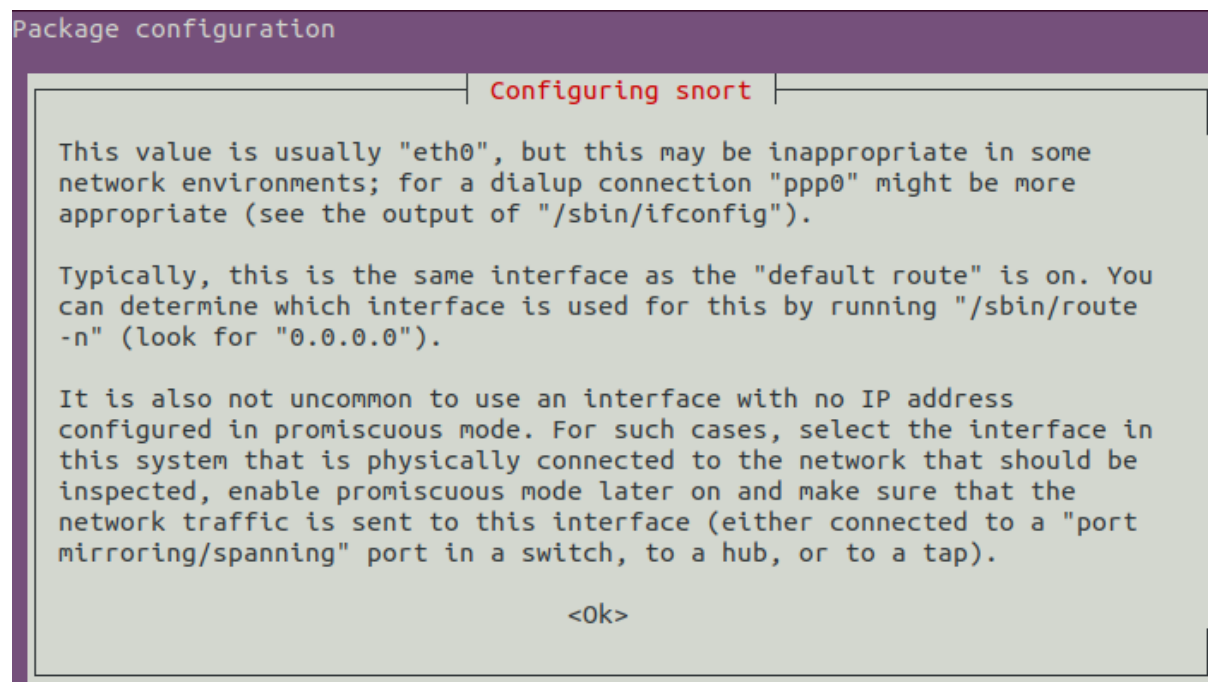 Package configuration
Configuring snort
This value is usually "eth0", but this may be inappropriate in some
network environments; for a dialup connection "ppp0" might be more
appropriate (see the output of "/sbin/ifconfig").
Typically, this is the same interface as the "default route" is on. You
can determine which interface is used for this by running "/sbin/route
-n" (look for "0.0.0.0").
It is also not uncommon to use an interface with no IP address
configured in promiscuous mode. For such cases, select the interface in
this system that is physically connected to the network that should be
inspected, enable promiscuous mode later on and make sure that the
network traffic is sent to this interface (either connected to a "port
mirroring/spanning" port in a switch, to a hub, or to a tap).
<Ok>